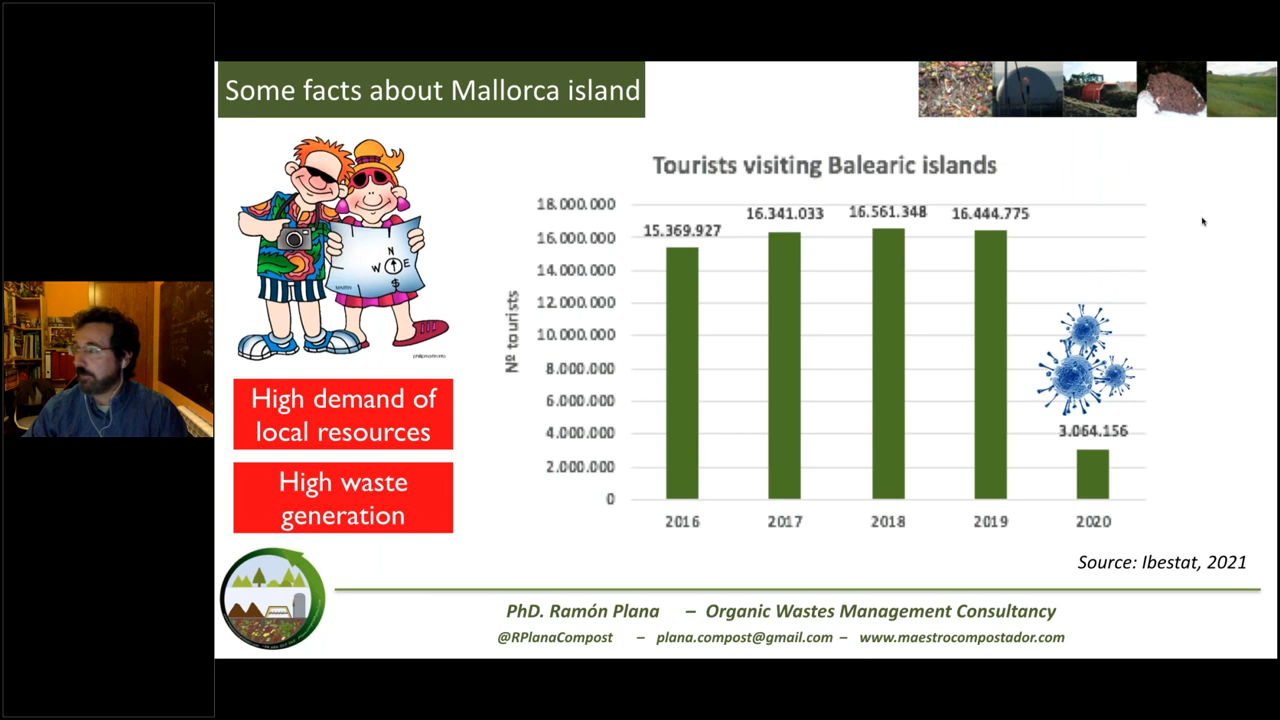 Some facts about Mallorca island
N
W
E
$
High demand of
local resources
High waste
generation
Tourists visiting Balearic islands
Nº tourists
18.000.000
16.000.000
14.000.000
12.000.000
10.000.000
8.000.000
6.000.000
4.000.000
2.000.000
0
15.369.927
16.341.033
16.561.348
16.444.775
3.064.156
2016
2017
2018
2019
2020
Source: Ibestat, 2021
PhD. Ramón Plana – Organic Wastes Management Consultancy
@RPlanaCompost – plana.compost@gmail.com – www.maestrocompostador.com